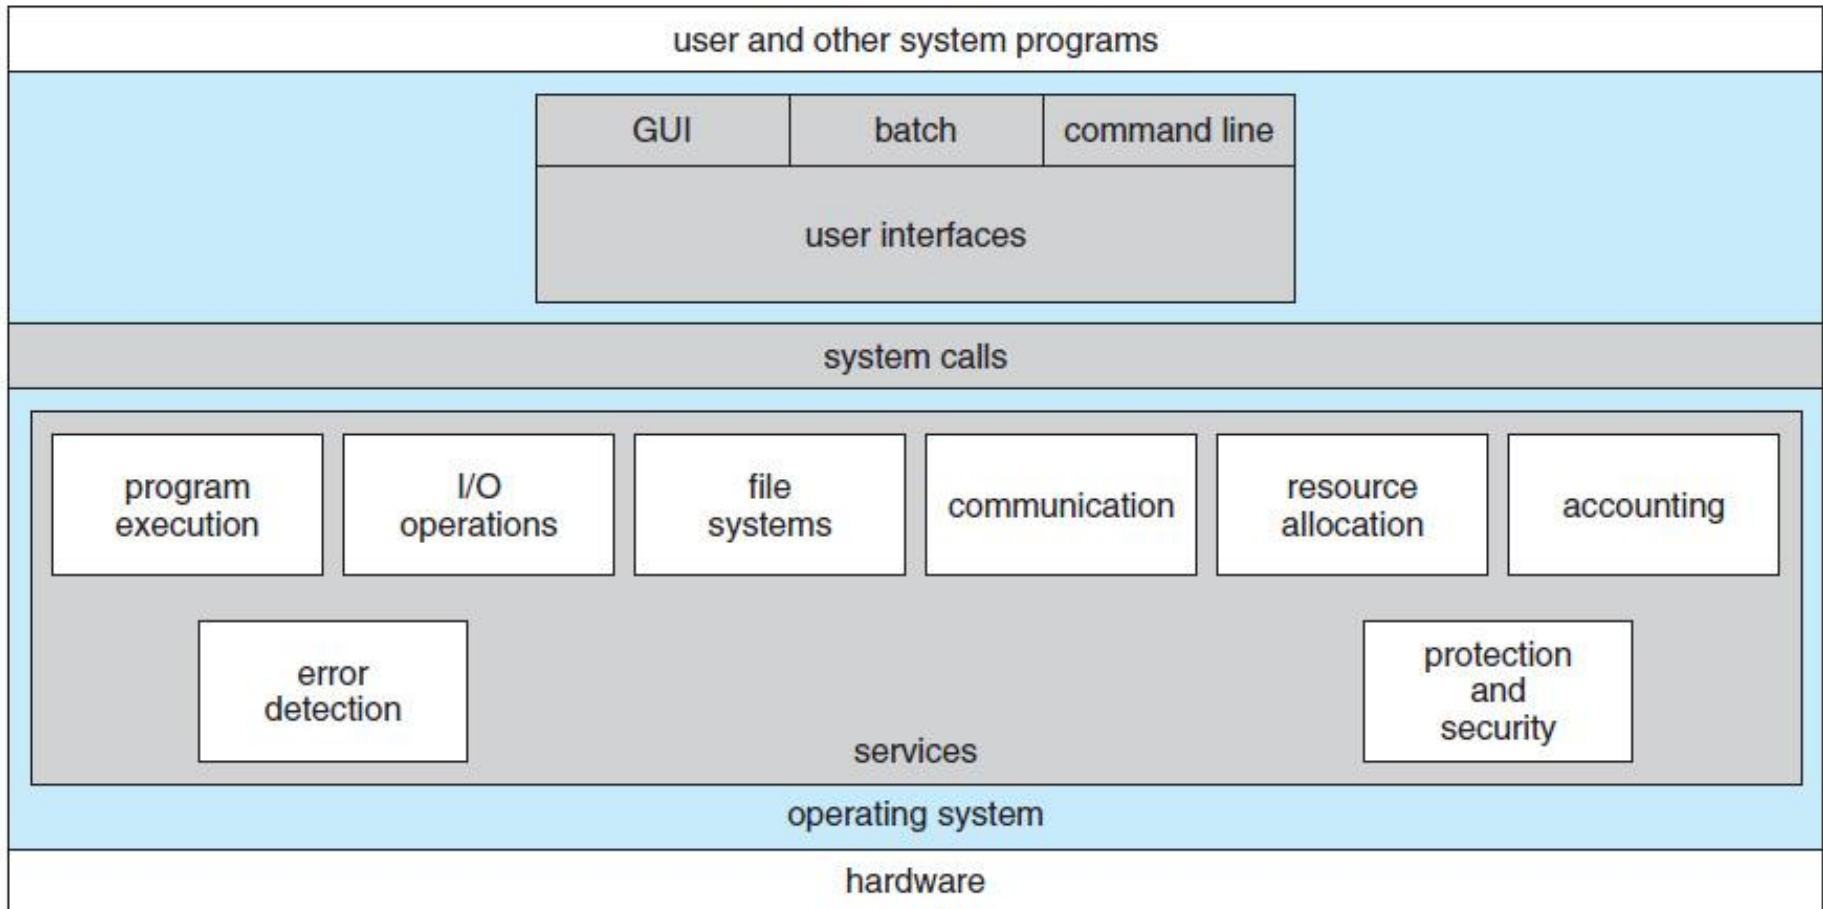 user and other system programs
GUI
batch
command line
user interfaces
system calls
program
execution
I/O
operations
file
systems
communication
resource
allocation
accounting
error
detection
protection
and
security
services
operating system
hardware